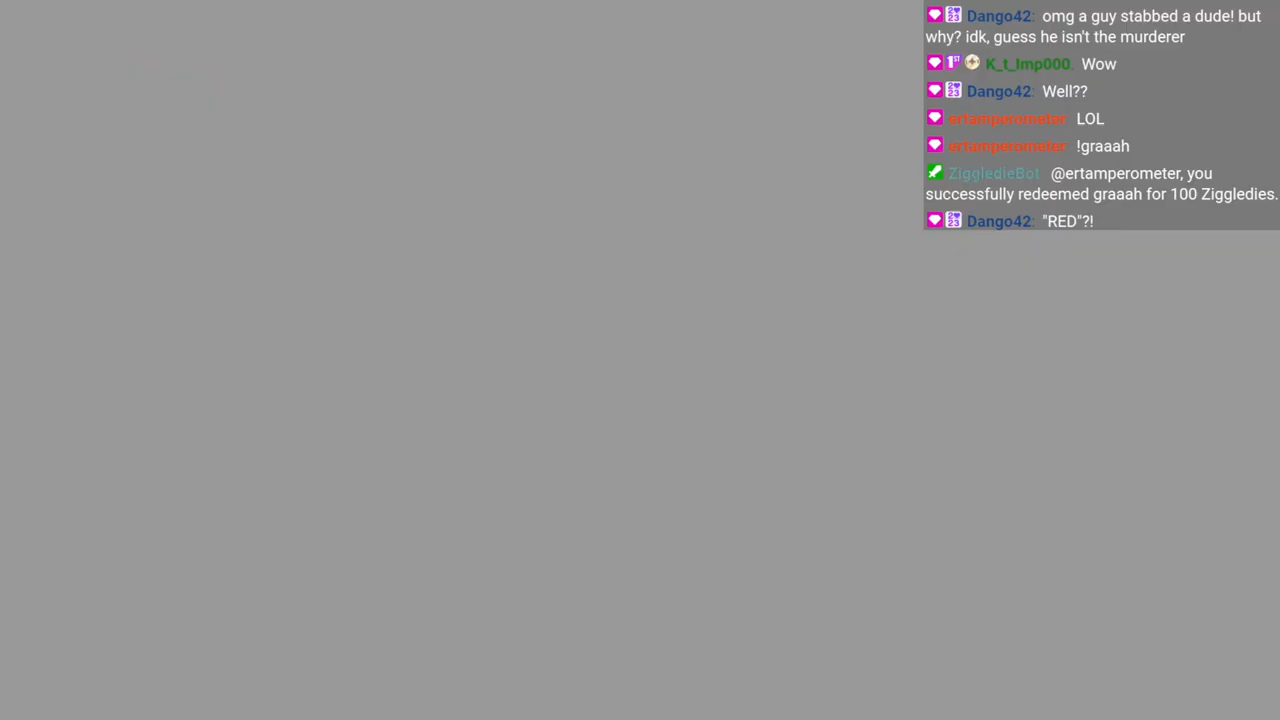 Dango42: omg a guy stabbed a dude! but
why? idk, guess he isn't the murderer
1ST K_t_Imp000: Wow
Dango42: Well??
ertamperometer: LOL
ertamperometer: !graaah
ZiggledieBot: @ertamperometer, you
successfully redeemed graaah for 100 Ziggledies.
Dango42: "RED"?!